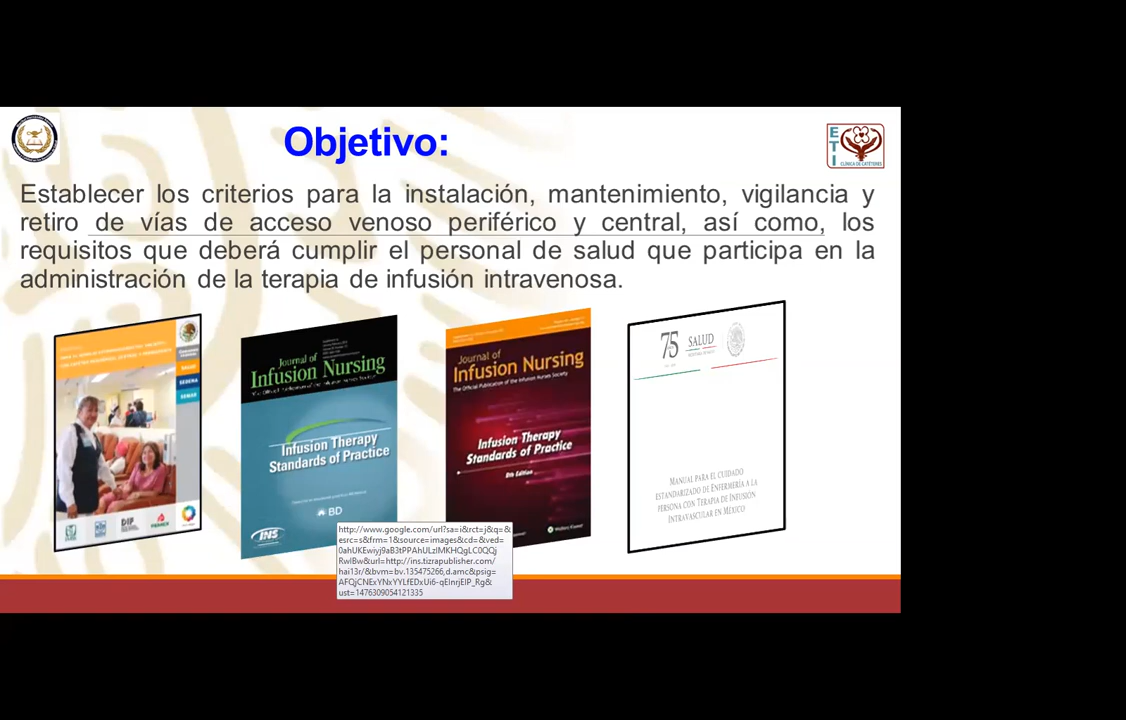 Objetivo:
E
T
I
CLÍNICA DE CATÉTERES
Establecer los criterios para la instalación, mantenimiento, vigilancia y
retiro de vías de acceso venoso periférico y central, así como, los
requisitos que deberá cumplir el personal de salud que participa en la
administración de la terapia de infusión intravenosa.
SALUD
SEDENA
SEMAR
DIF
PEMEX
Journal of
Infusion Nursing
Infusion Therapy
Standards of Practice
BD
INS
Journal of
Infusion Nursing
The Official Publication of the Infusion Nurses Society
Infusion Therapy
Standards of Practice
8th Edition
Wolters Kluwer
75
SALUD
MANUAL PARA EL CUIDADO
ESTANDARIZADO DE ENFERMERÍA A LA
PERSONA CON TERAPIA DE INFUSIÓN
INTRAVASCULAR EN MÉXICO
http://www.google.com/url?sa=i&rct=j&q=&
esrc=s&frm=1&source=images&cd=&ved=
0ahUKEwiyj9aB3tPPAhULzIMKHQgLC0QQj
RwIBw&url=http://ins.tizrapublisher.com/
hai13r/&bvm=bv.135475266,d.amc&psig=
AFQjCNExYNxYYLfEDxUi6-qEInrjEIP_Rg&
ust=1476309054121335